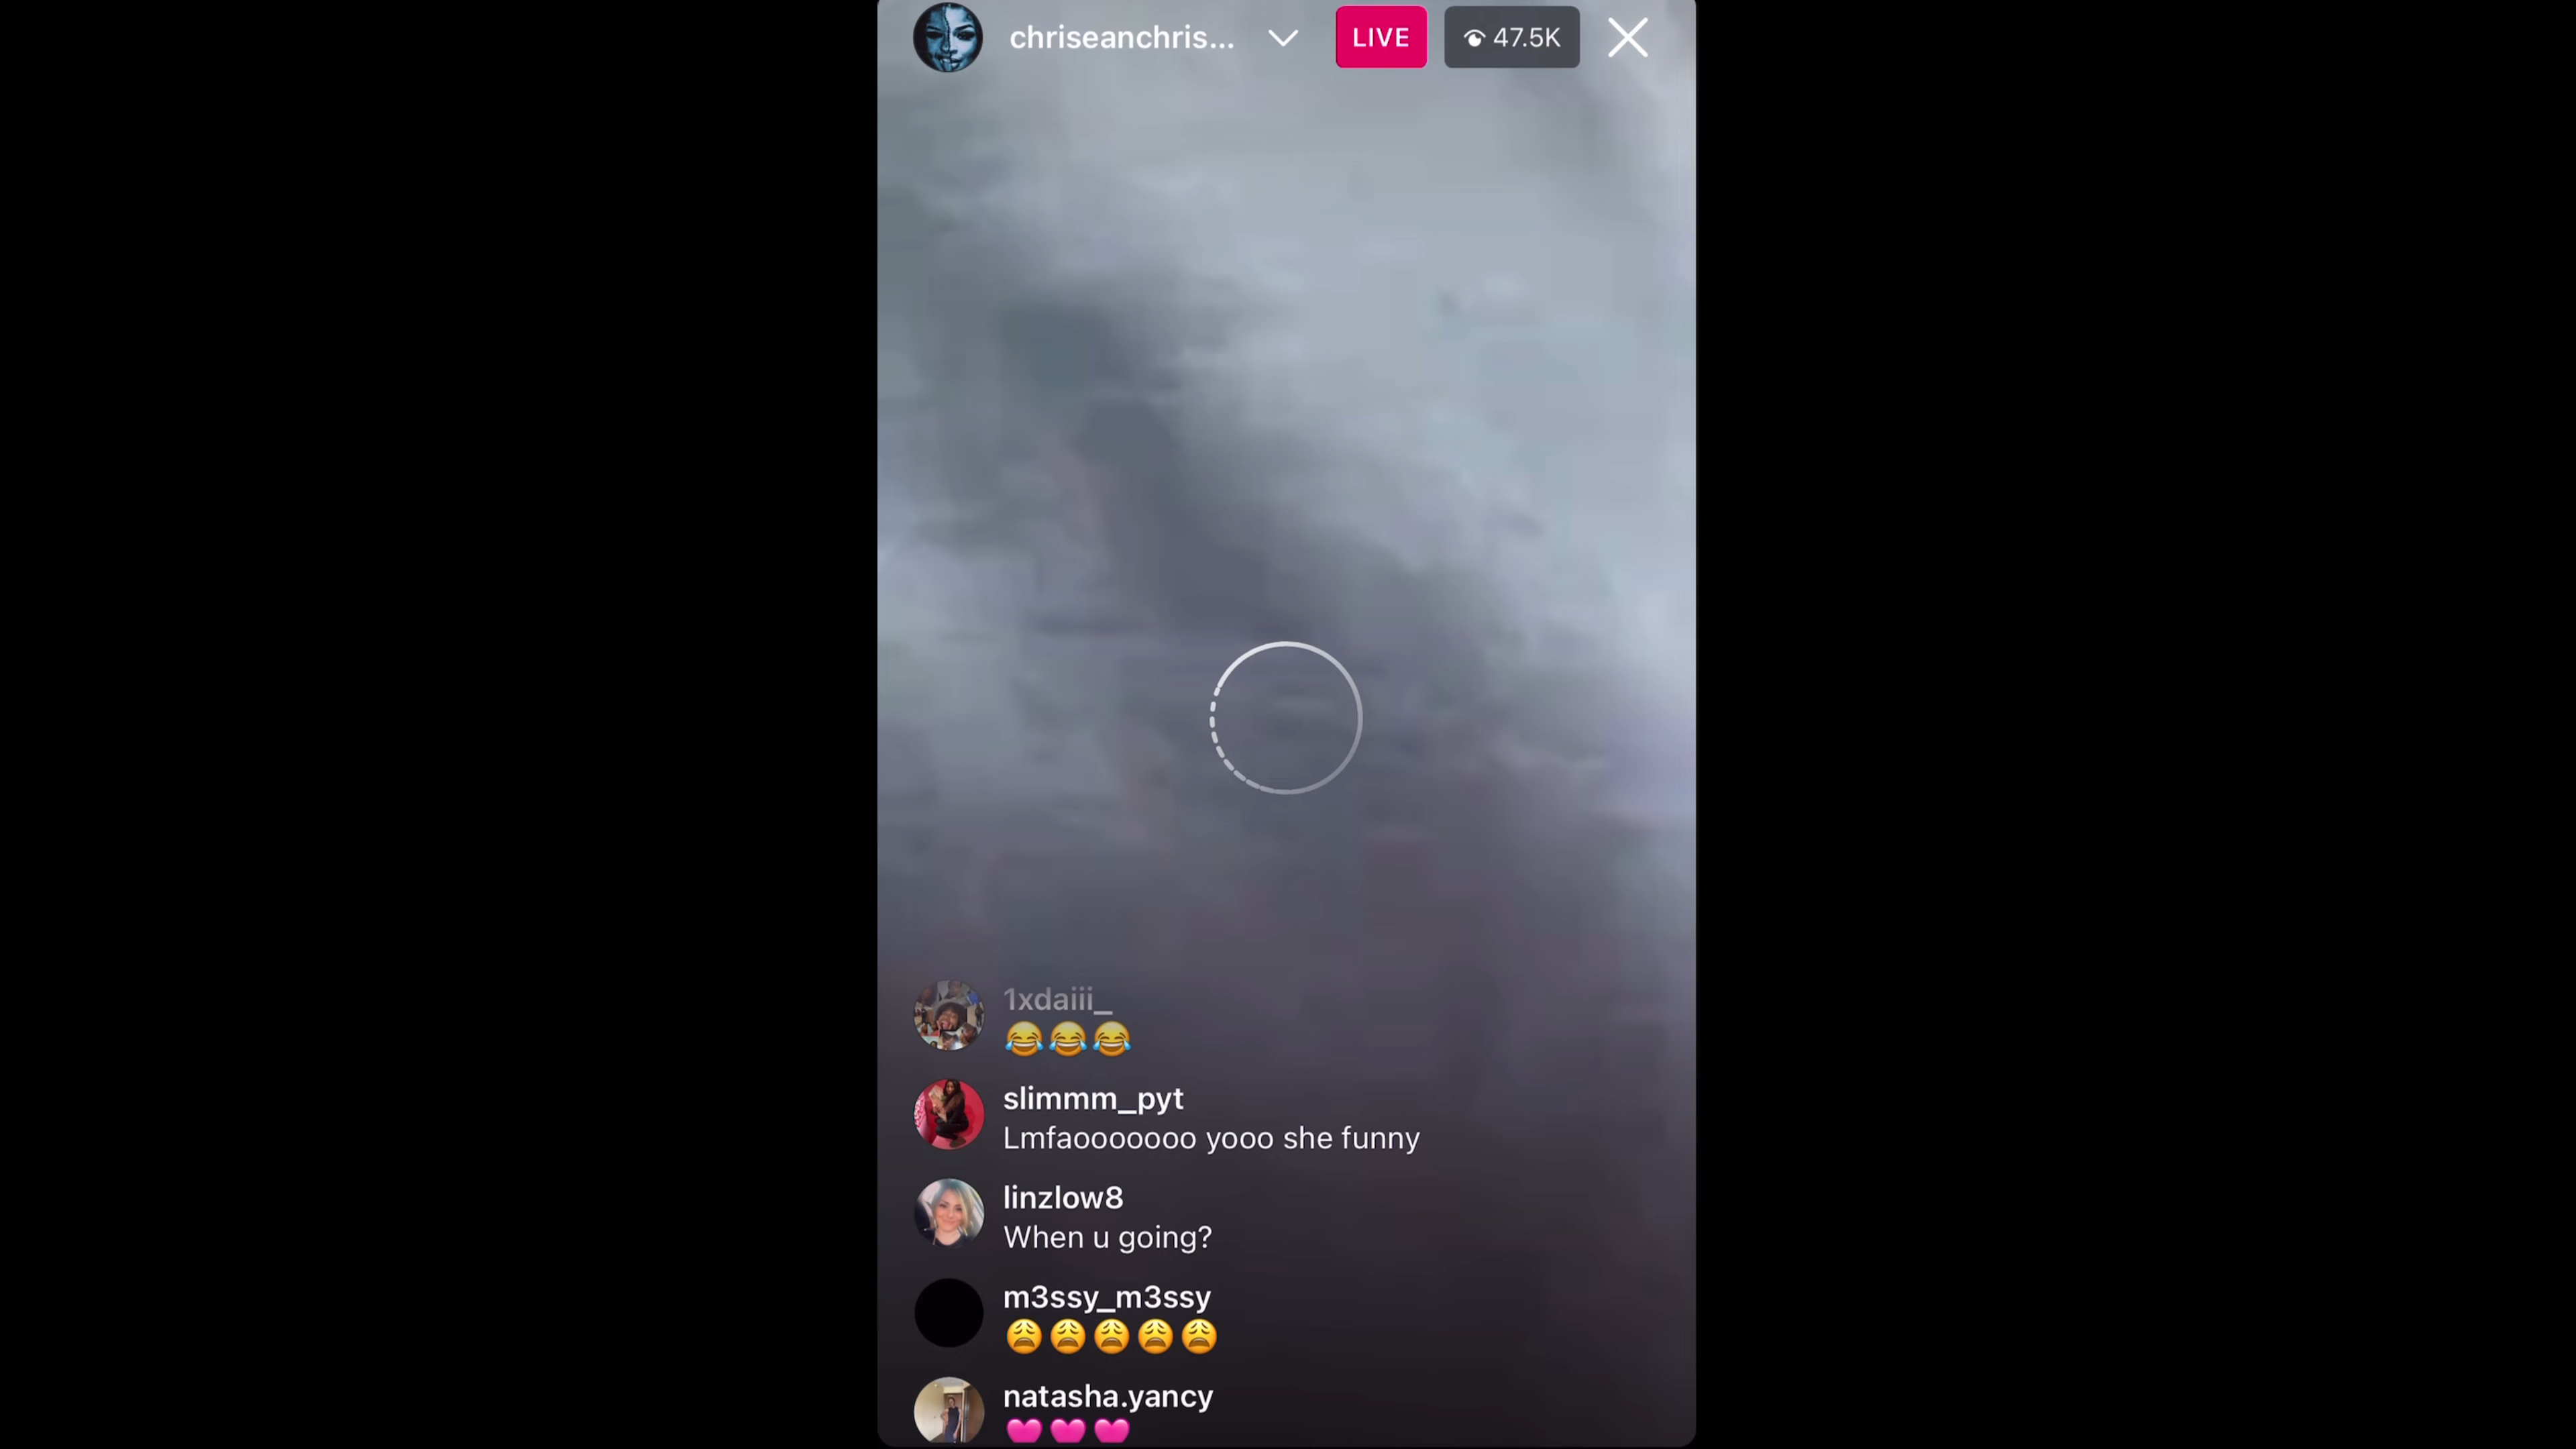 chriseanchris...
LIVE
47.5K
1xdaiii_
😂😂😂
slimmm_pyt
Lmfaooooooo yooo she funny
linzlow8
When u going?
m3ssy_m3ssy
😩😩😩😩😩
natasha.yancy
🩷🩷🩷